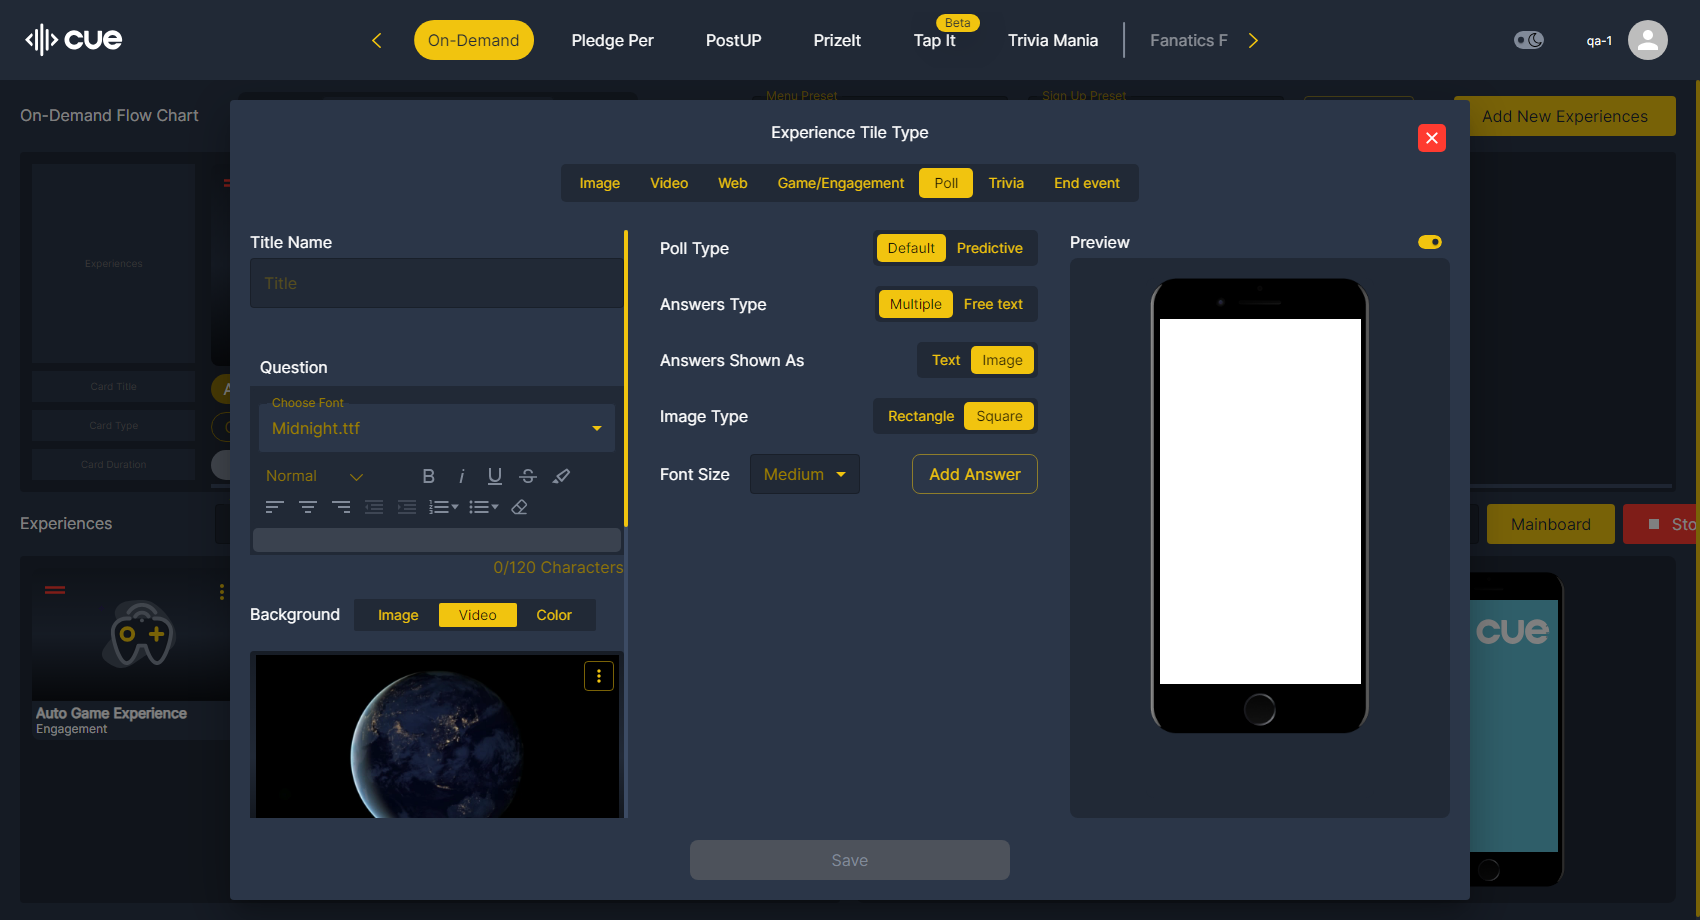 cue
On-Demand
Pledge Per
PostUP
PrizeIt
Beta
Tap It
Trivia Mania
Fanatics F
qa-1
On-Demand Flow Chart
Menu Preset
Sign Up Preset
Add New Experiences
Experience Tile Type
Image
Video
Web
Game/Engagement
Poll
Trivia
End event
Experiences
Card Title
Card Type
Card Duration
Title Name
Title
Question
Choose Font
Midnight.ttf
Normal
0/120 Characters
Background
Image
Video
Color
Poll Type
Default
Predictive
Answers Type
Multiple
Free text
Answers Shown As
Text
Image
Image Type
Rectangle
Square
Font Size
Medium
Add Answer
Preview
Experiences
Mainboard
Sto
Auto Game Experience
Engagement
cue
Save